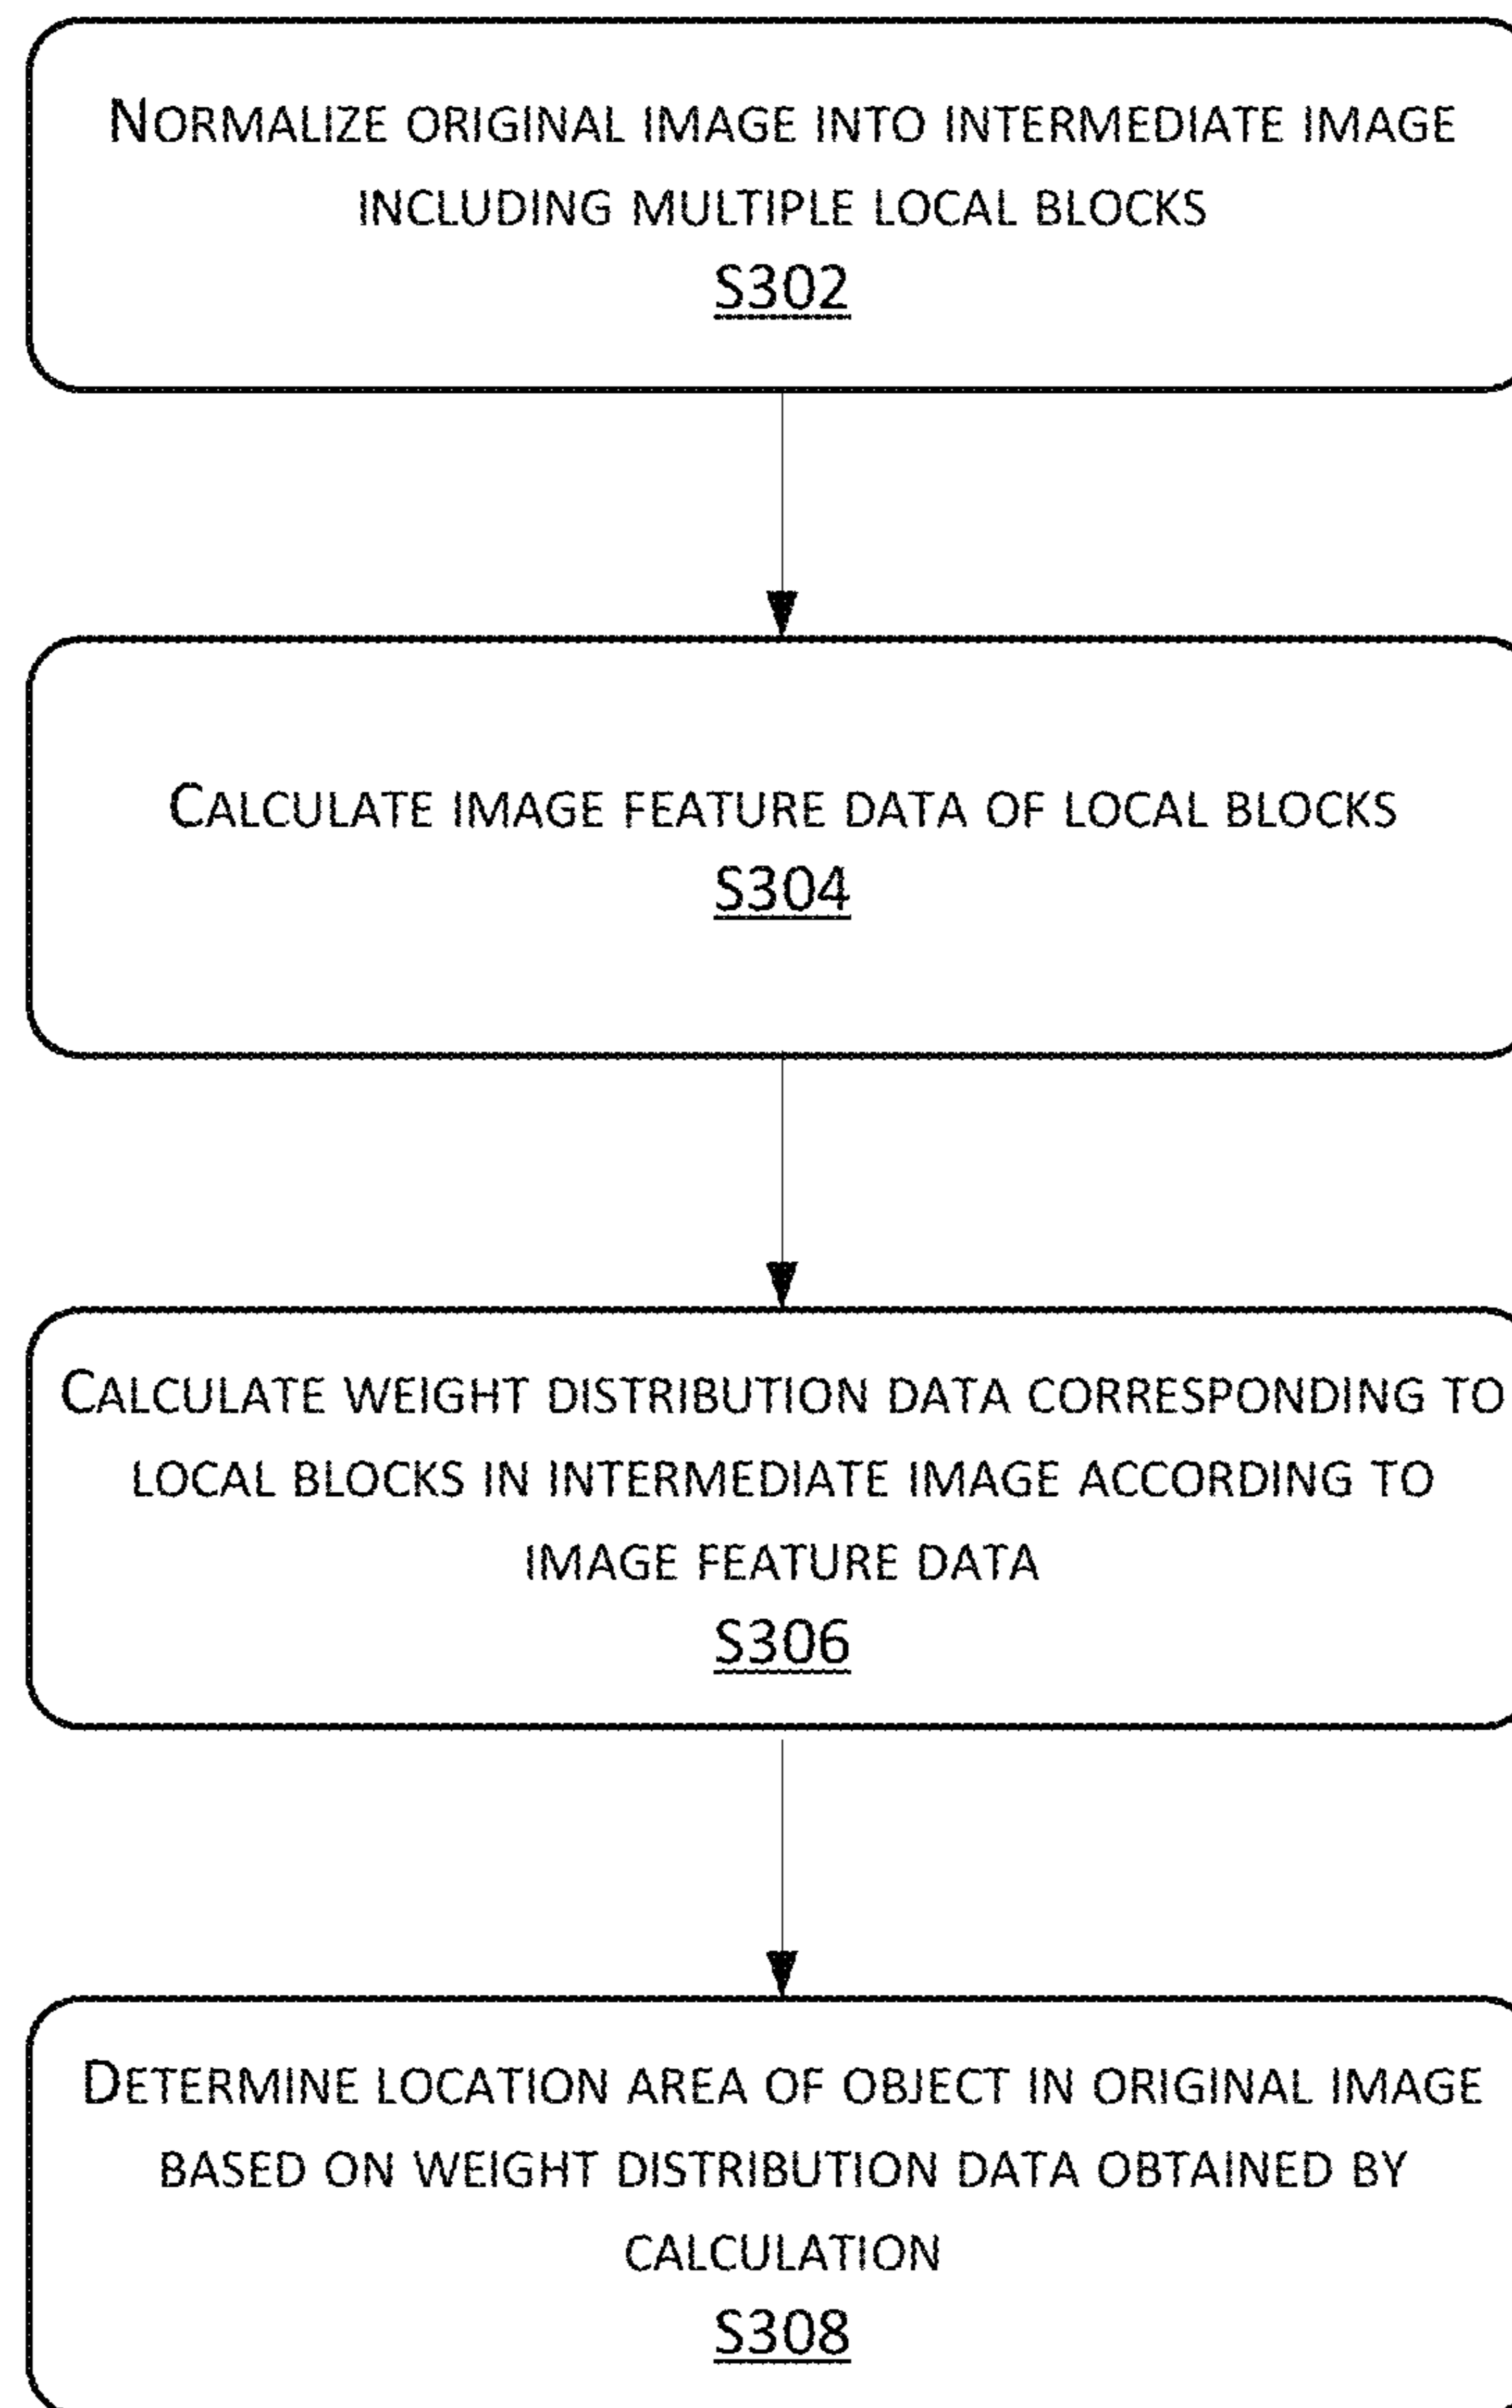 NORMALIZE ORIGINAL IMAGE INTO INTERMEDIATE IMAGE
INCLUDING MULTIPLE LOCAL BLOCKS
S302
CALCULATE IMAGE FEATURE DATA OF LOCAL BLOCKS
S304
CALCULATE WEIGHT DISTRIBUTION DATA CORRESPONDING TO
LOCAL BLOCKS IN INTERMEDIATE IMAGE ACCORDING TO
IMAGE FEATURE DATA
S306
DETERMINE LOCATION AREA OF OBJECT IN ORIGINAL IMAGE
BASED ON WEIGHT DISTRIBUTION DATA OBTAINED BY
CALCULATION
S308